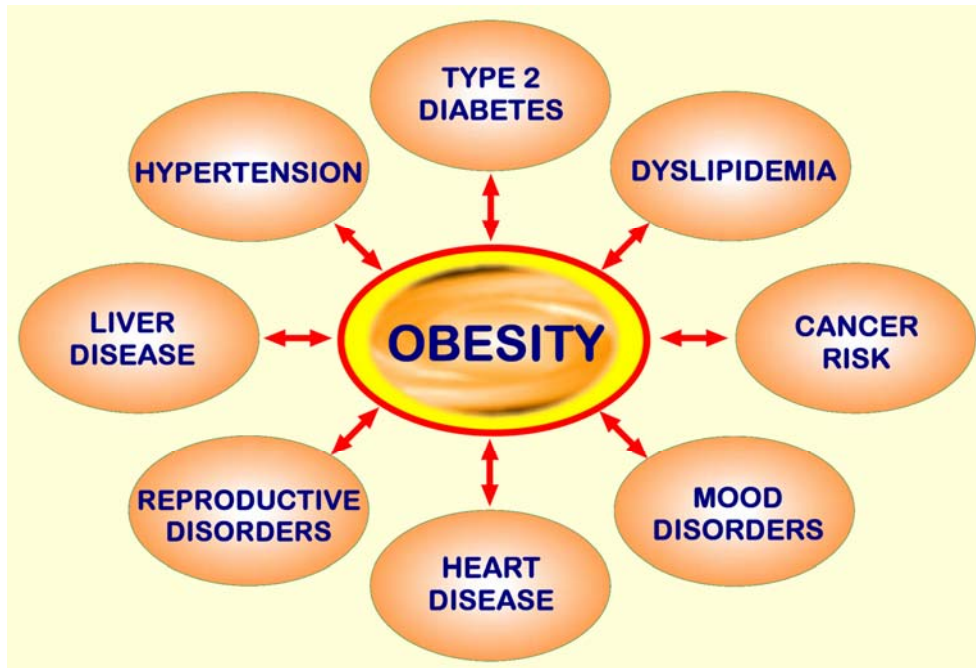 TYPE 2
DIABETES
HYPERTENSION
DYSLIPIDEMIA
LIVER
DISEASE
OBESITY
CANCER
RISK
REPRODUCTIVE
DISORDERS
MOOD
DISORDERS
HEART
DISEASE